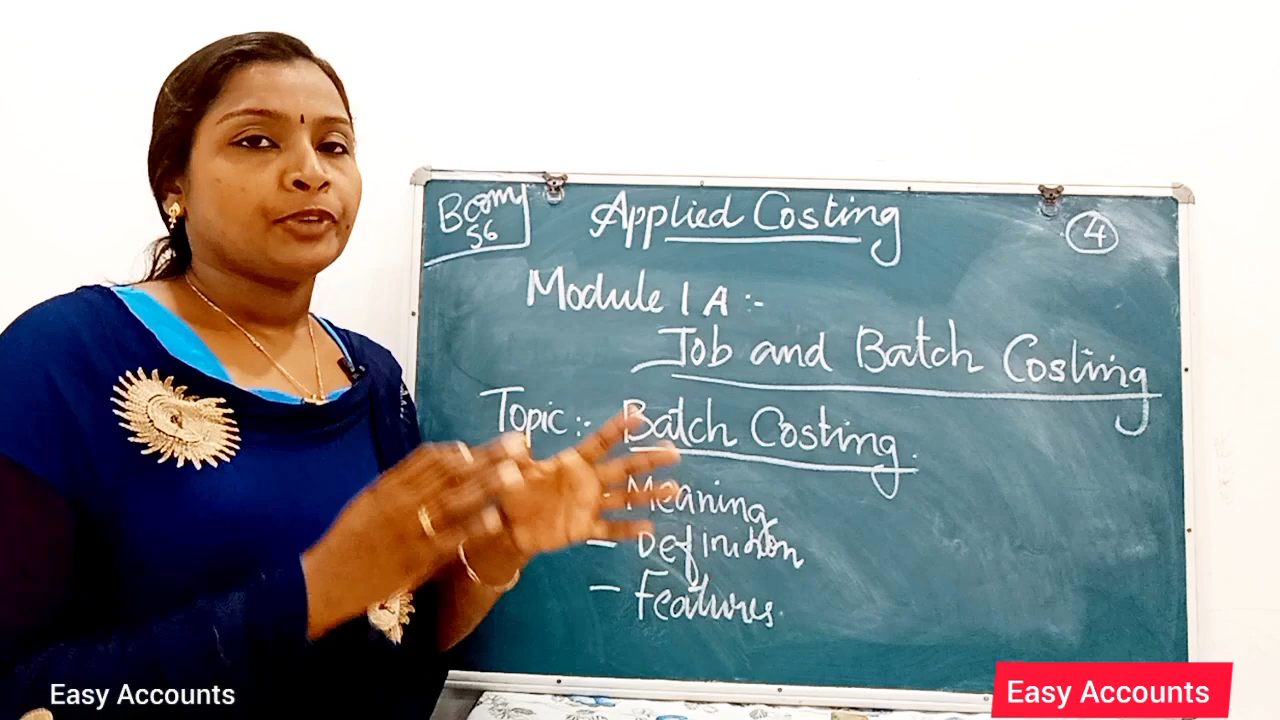 Bcom
S6
Applied Costing
4
Module 1 A :-
Job and Batch Costing
Topic :- Batch Costing.
- Meaning
- Definition
- Features.
Easy Accounts
Easy Accounts